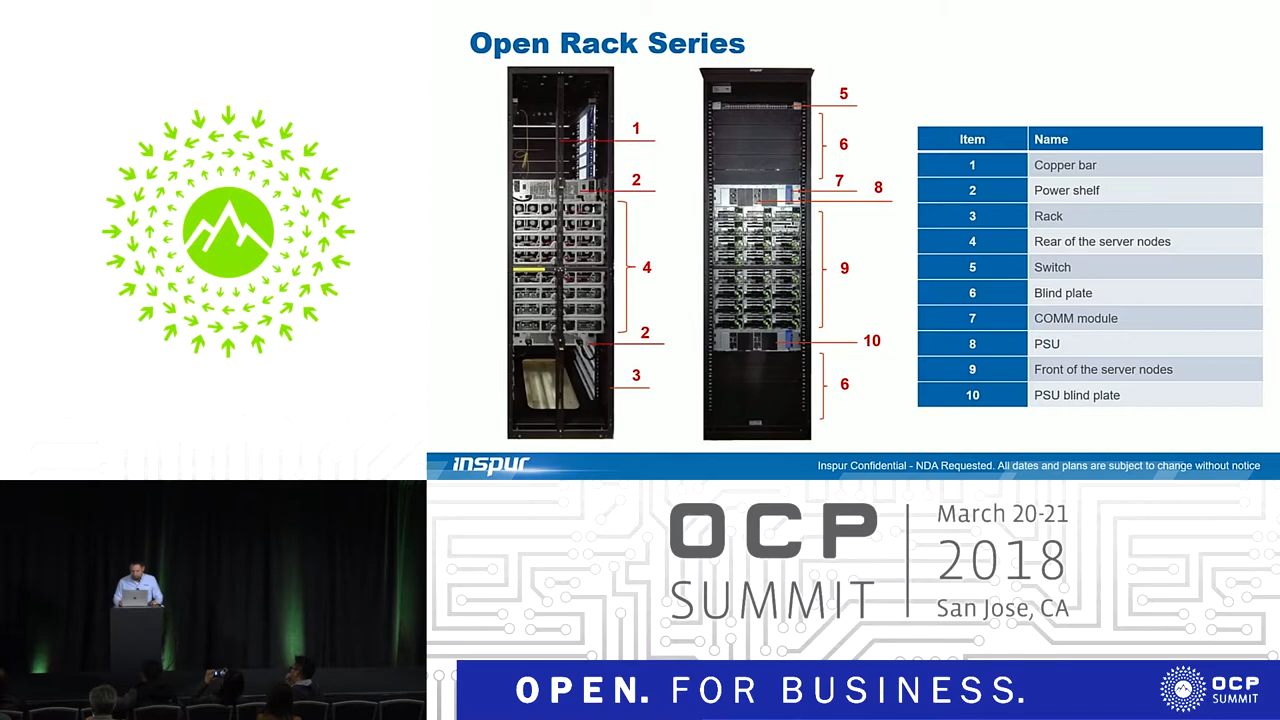 Open Rack Series
1
2
4
2
3
5
6
7
8
9
10
6
Item Name
1 Copper bar
2 Power shelf
3 Rack
4 Rear of the server nodes
5 Switch
6 Blind plate
7 COMM module
8 PSU
9 Front of the server nodes
10 PSU blind plate
inspur
Inspur Confidential - NDA Requested. All dates and plans are subject to change without notice
OCP
SUMMIT
March 20-21
2018
San Jose, CA
OPEN. FOR BUSINESS.
OCP
SUMMIT